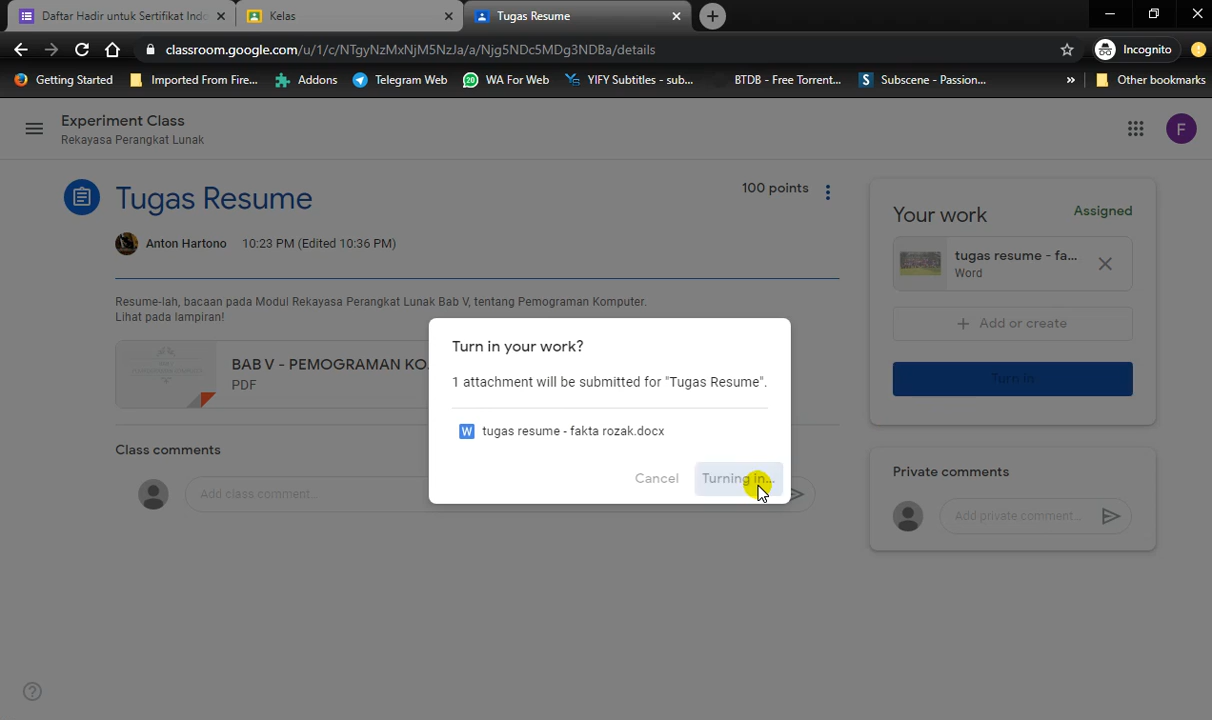 Daftar Hadir untuk Sertifikat Indo
Kelas
Tugas Resume
classroom.google.com/u/1/c/NTgyNzMxNjM5NzJa/a/Njg5NDc5MDg3NDBa/details
Incognito
Getting Started
Imported From Fire...
Addons
Telegram Web
WA For Web
YIFY Subtitles - sub...
BTDB - Free Torrent...
Subscene - Passion...
»
Other bookmarks
Experiment Class
Rekayasa Perangkat Lunak
F
Tugas Resume
100 points
Anton Hartono 10:23 PM (Edited 10:36 PM)
Resume-lah, bacaan pada Modul Rekayasa Perangkat Lunak Bab V, tentang Pemograman Komputer.
Lihat pada lampiran!
BAB V - PEMOGRAMAN KO
PDF
Class comments
Add class comment...
Turn in your work?
1 attachment will be submitted for "Tugas Resume".
W tugas resume - fakta rozak.docx
Cancel
Turning in...
Your work
Assigned
tugas resume - fa...
Word
+ Add or create
Turn in
Private comments
Add private comment...